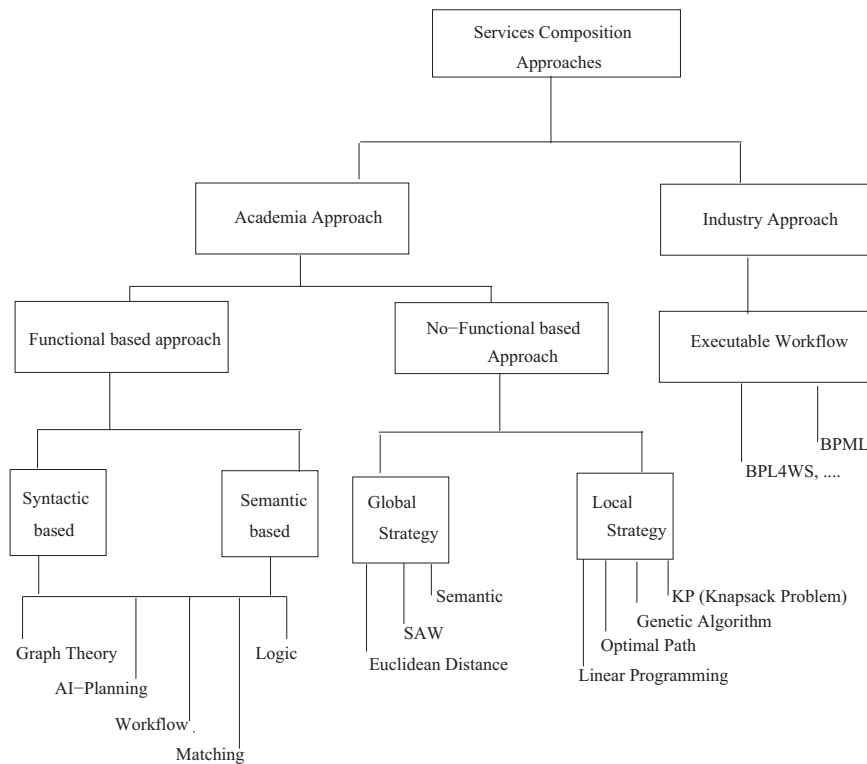 Services Composition
Approaches
Academia Approach
Industry Approach
Functional based approach
No−Functional based
Approach
Executable Workflow
BPML
BPL4WS, ....
Syntactic
based
Semantic
based
Global
Strategy
Local
Strategy
Graph Theory
AI−Planning
Workflow
Matching
Logic
Semantic
SAW
Euclidean Distance
KP (Knapsack Problem)
Genetic Algorithm
Optimal Path
Linear Programming